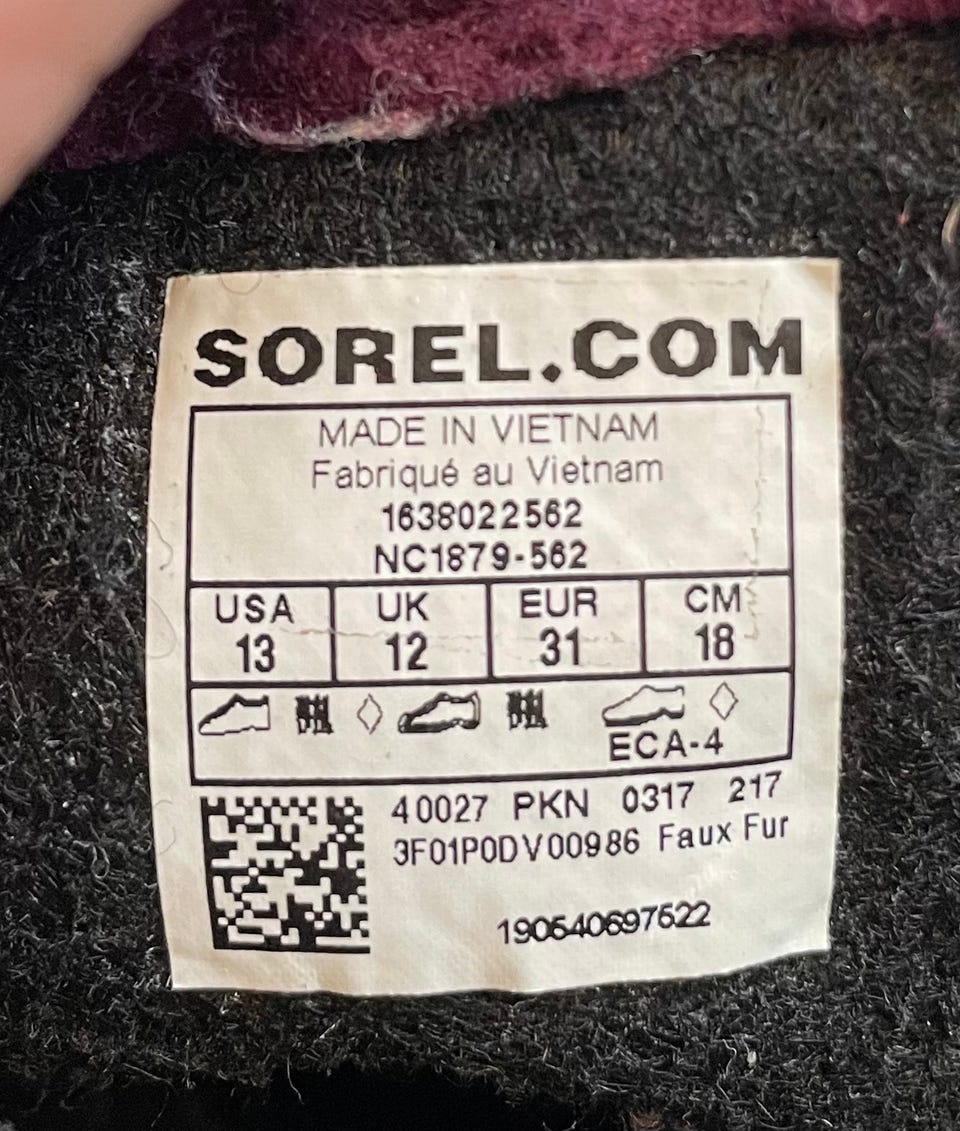 SOREL.COM
MADE IN VIETNAM
Fabriqué au Vietnam
1638022562
NC1879-562
USA UK EUR CM
13 12 31 18
ECA-4
40027 PKN 0317 217
3F01P0DV00986 Faux Fur
190540697522